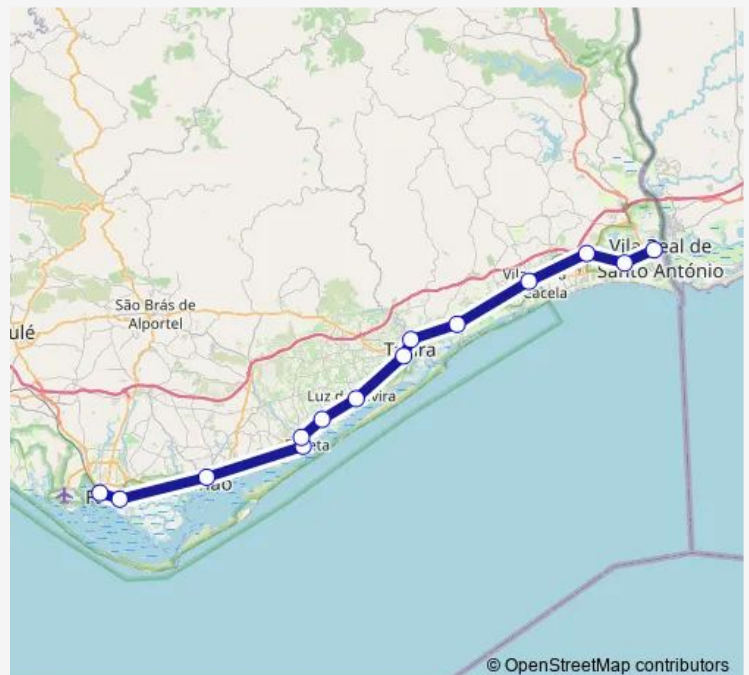 São Brás de
Alportel
ulé
Vila Real de
Santo António
Cacela
Luz de Tavira
© OpenStreetMap contributors